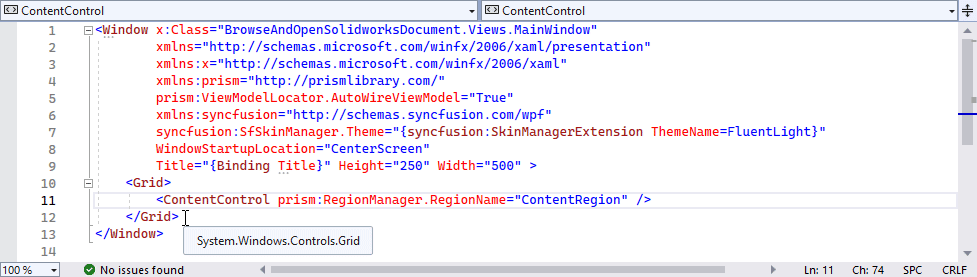 ContentControl ContentControl
1 <Window x:Class="BrowseAndOpenSolidworksDocument.Views.MainWindow"
2 xmlns="http://schemas.microsoft.com/winfx/2006/xaml/presentation"
3 xmlns:x="http://schemas.microsoft.com/winfx/2006/xaml"
4 xmlns:prism="http://prismlibrary.com/"
5 prism:ViewModelLocator.AutoWireViewModel="True"
6 xmlns:syncfusion="http://schemas.syncfusion.com/wpf"
7 syncfusion:SfSkinManager.Theme="{syncfusion:SkinManagerExtension ThemeName=FluentLight}"
8 WindowStartupLocation="CenterScreen"
9 Title="{Binding Title}" Height="250" Width="500" >
10 <Grid>
11 <ContentControl prism:RegionManager.RegionName="ContentRegion" />
12 </Grid>
13 </Window>
System.Windows.Controls.Grid
14
100 % No issues found Ln: 11 Ch: 74 SPC CRLF